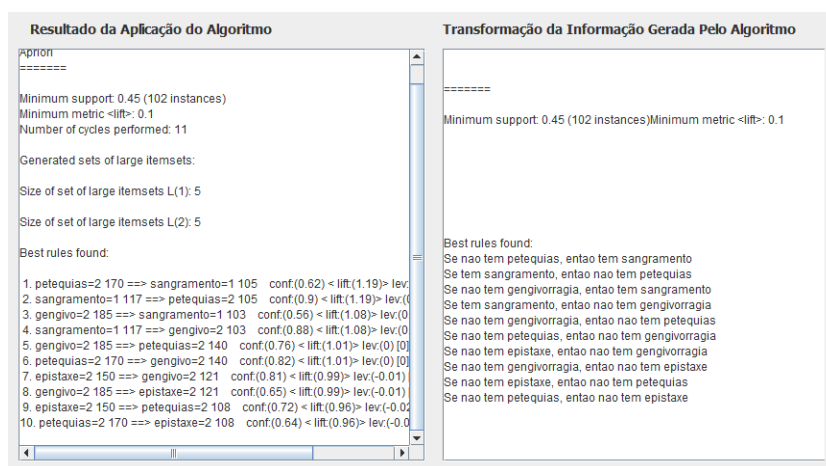 Resultado da Aplicação do Algoritmo
Apriori
=======
Minimum support: 0.45 (102 instances)
Minimum metric <lift>: 0.1
Number of cycles performed: 11
Generated sets of large itemsets:
Size of set of large itemsets L(1): 5
Size of set of large itemsets L(2): 5
Best rules found:
1. petequias=2 170 ==> sangramento=1 105 conf:(0.62) < lift:(1.19)> lev:
2. sangramento=1 117 ==> petequias=2 105 conf:(0.9) < lift:(1.19)> lev:(0
3. gengivo=2 185 ==> sangramento=1 103 conf:(0.56) < lift:(1.08)> lev:(0
4. sangramento=1 117 ==> gengivo=2 103 conf:(0.88) < lift:(1.08)> lev:(0
5. gengivo=2 185 ==> petequias=2 140 conf:(0.76) < lift:(1.01)> lev:(0) [0]
6. petequias=2 170 ==> gengivo=2 140 conf:(0.82) < lift:(1.01)> lev:(0) [0]
7. epistaxe=2 150 ==> gengivo=2 121 conf:(0.81) < lift:(0.99)> lev:(-0.01)
8. gengivo=2 185 ==> epistaxe=2 121 conf:(0.65) < lift:(0.99)> lev:(-0.01)
9. epistaxe=2 150 ==> petequias=2 108 conf:(0.72) < lift:(0.96)> lev:(-0.02
10. petequias=2 170 ==> epistaxe=2 108 conf:(0.64) < lift:(0.96)> lev:(-0.0
Transformação da Informação Gerada Pelo Algoritmo
=======
Minimum support: 0.45 (102 instances)Minimum metric <lift>: 0.1
Best rules found:
Se nao tem petequias, entao tem sangramento
Se tem sangramento, entao nao tem petequias
Se nao tem gengivorragia, entao tem sangramento
Se tem sangramento, entao nao tem gengivorragia
Se nao tem gengivorragia, entao nao tem petequias
Se nao tem petequias, entao nao tem gengivorragia
Se nao tem epistaxe, entao nao tem gengivorragia
Se nao tem gengivorragia, entao nao tem epistaxe
Se nao tem epistaxe, entao nao tem petequias
Se nao tem petequias, entao nao tem epistaxe